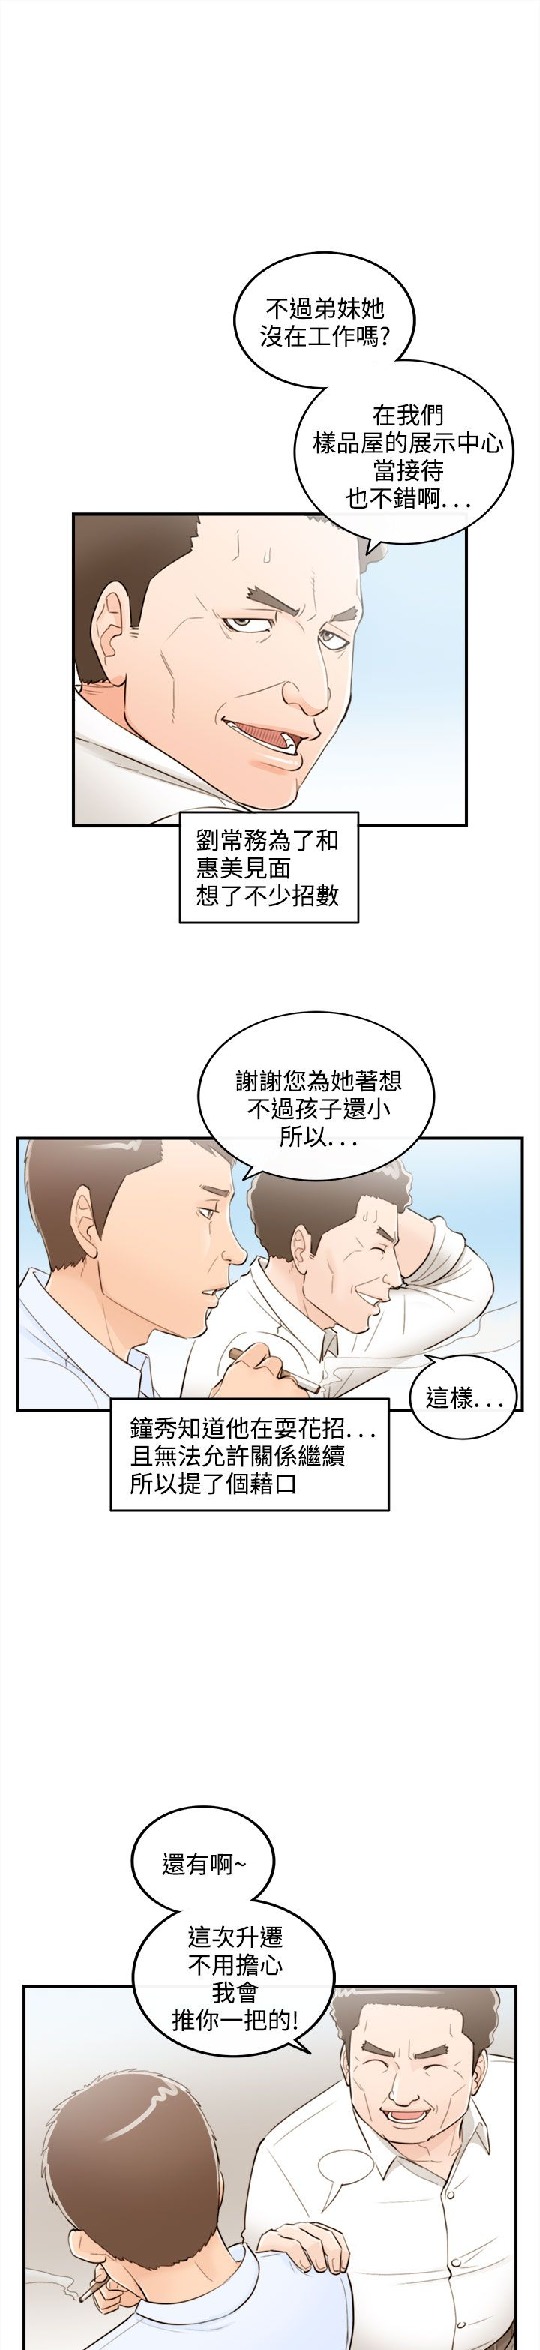 不過弟妹她
沒在工作嗎?
在我們
樣品屋的展示中心
當接待
也不錯啊...
劉常務為了和
惠美見面
想了不少招數
謝謝您為她著想
不過孩子還小
所以...
這樣...
鐘秀知道他在耍花招...
且無法允許關係繼續
所以提了個藉口
還有啊~
這次升遷
不用擔心
我會
推你一把的!